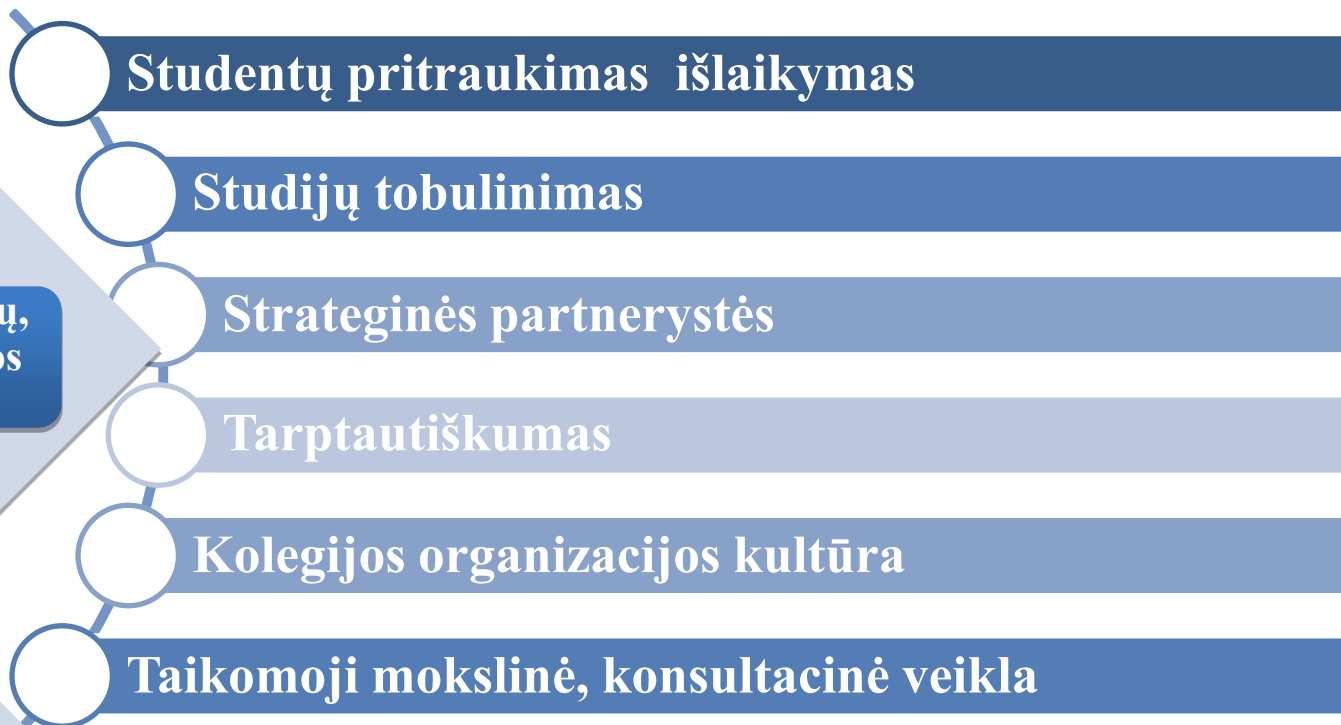 Studentų pritraukimas  išlaikymas
Studijų tobulinimas
Strateginės partnerystės
Tarptautiškumas
Kolegijos organizacijos kultūra
Taikomoji mokslinė, konsultacinė veikla